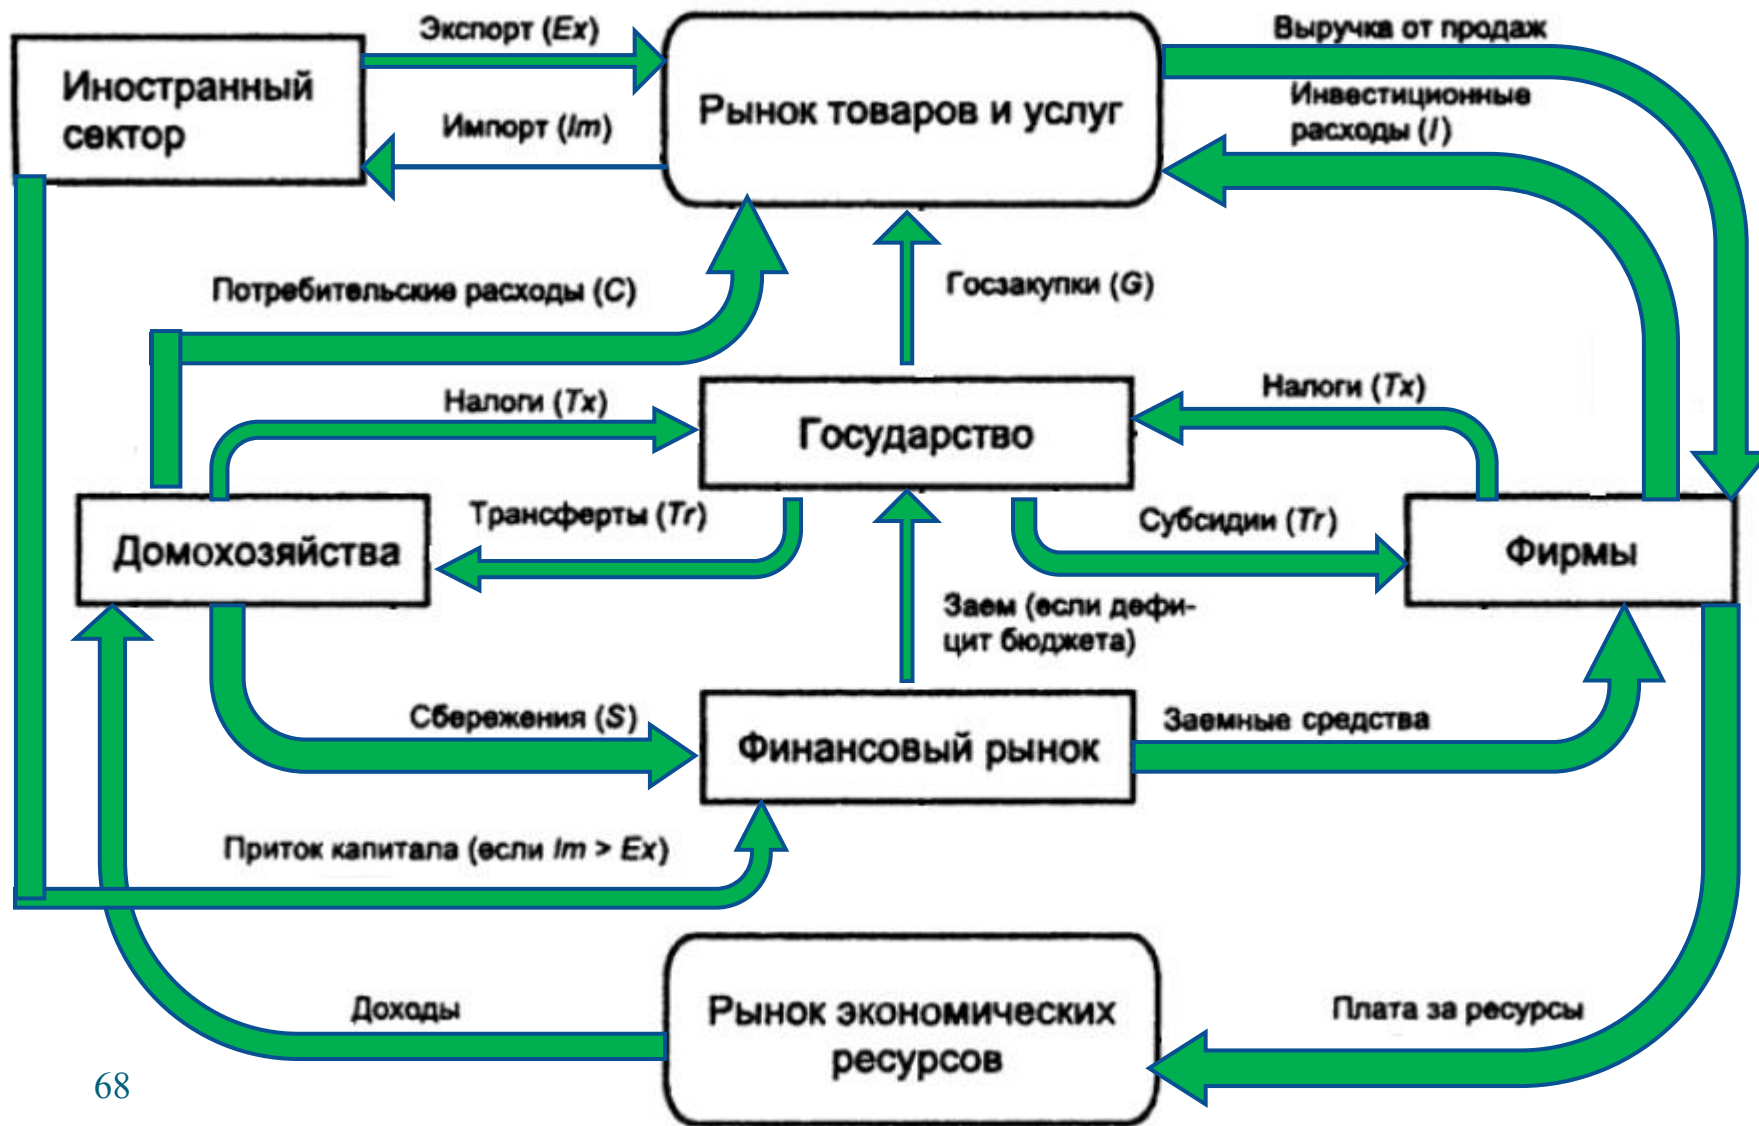 Экспорт (Ex)
Выручка от продаж
Иностранный
сектор
Рынок товаров и услуг
Инвестиционные
расходы (I)
Импорт (Im)
Потребительские расходы (C)
Госзакупки (G)
Налоги (Tx)
Налоги (Tx)
Государство
Трансферты (Tr)
Субсидии (Tr)
Домохозяйства
Фирмы
Заем (если дефи-
цит бюджета)
Сбережения (S)
Финансовый рынок
Заемные средства
Приток капитала (если Im > Ex)
Доходы
Рынок экономических
ресурсов
Плата за ресурсы
68